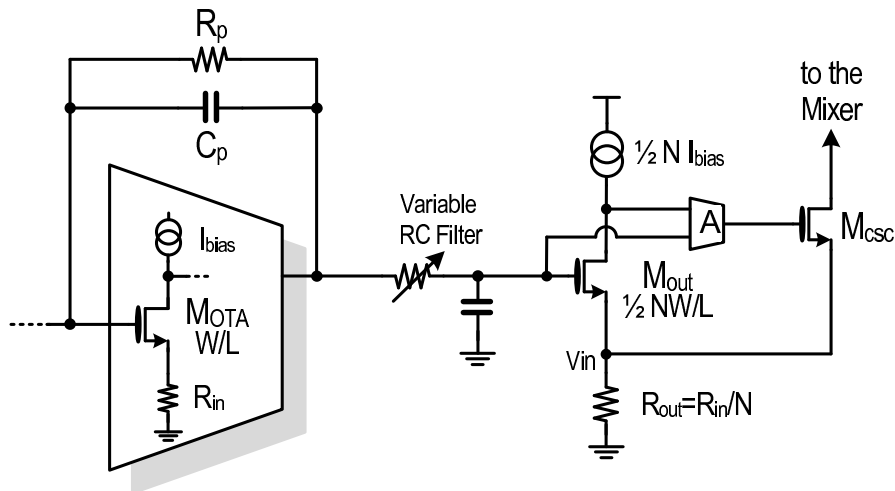 Rp
Cp
Ibias
MOTA
W/L
Rin
Variable
RC Filter
½ N Ibias
A
to the
Mixer
Mcsc
Mout
½ NW/L
Vin
Rout=Rin/N